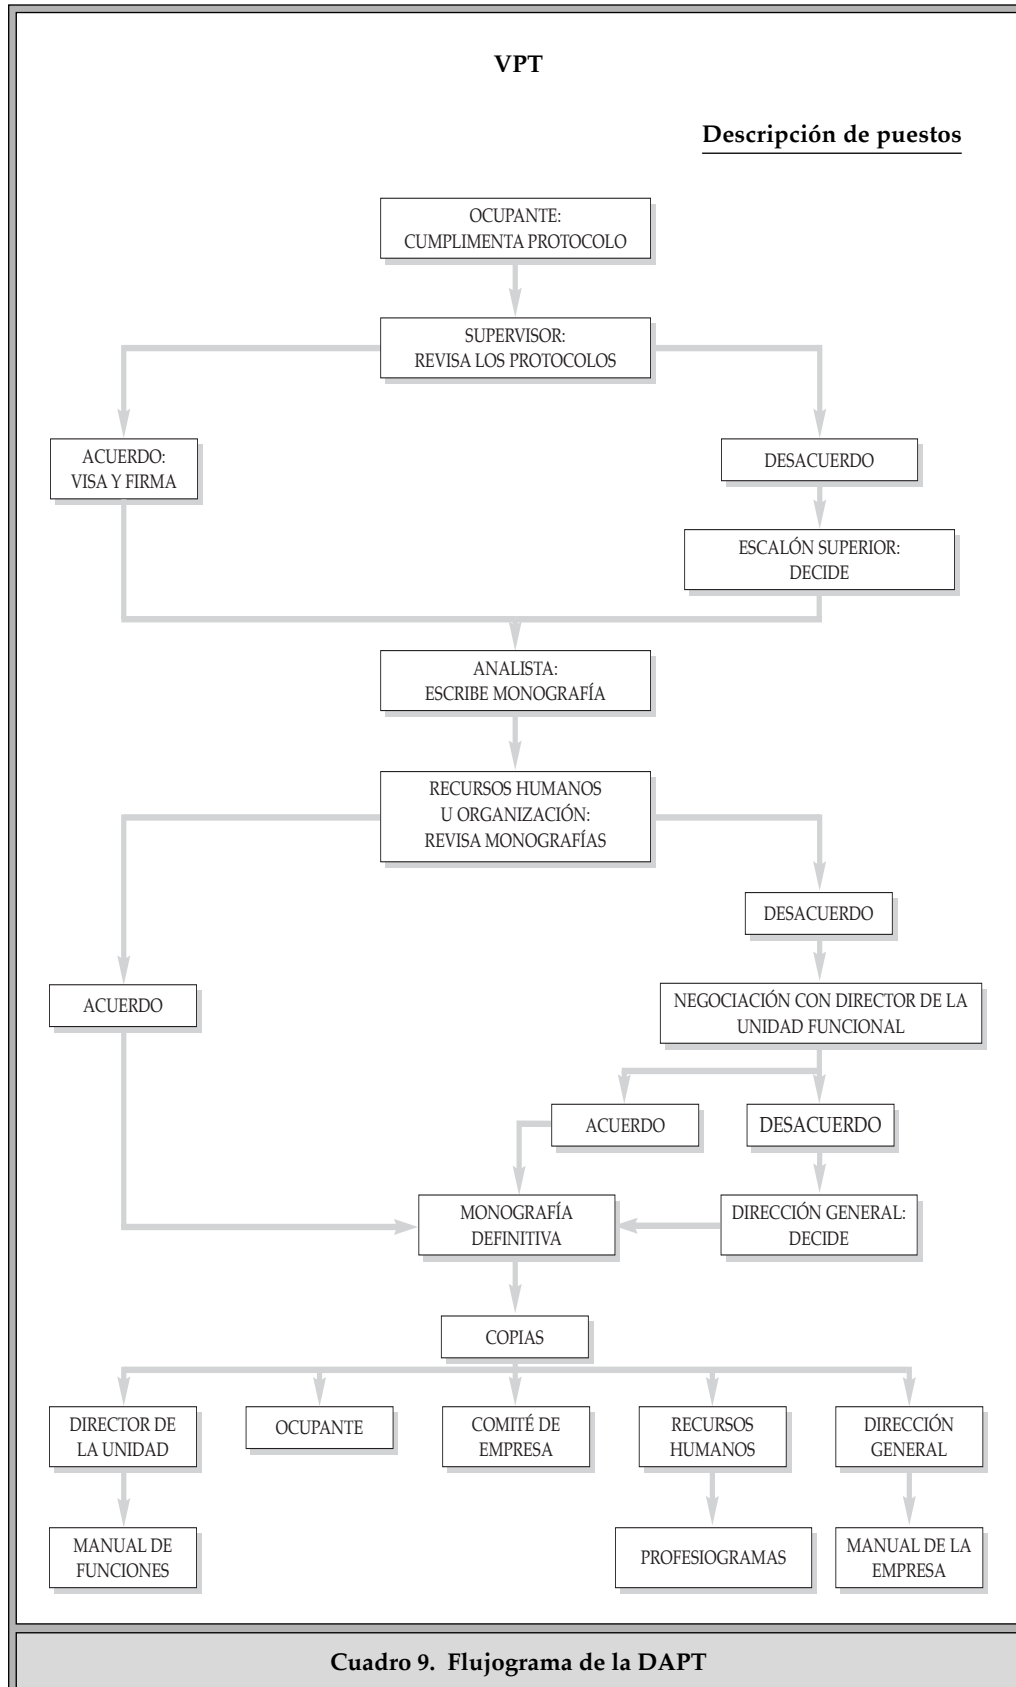 VPT
Descripción de puestos
OCUPANTE:
CUMPLIMENTA PROTOCOLO
SUPERVISOR:
REVISA LOS PROTOCOLOS
ACUERDO:
VISA Y FIRMA
DESACUERDO
ESCALÓN SUPERIOR:
DECIDE
ANALISTA:
ESCRIBE MONOGRAFÍA
RECURSOS HUMANOS
U ORGANIZACIÓN:
REVISA MONOGRAFÍAS
DESACUERDO
ACUERDO
NEGOCIACIÓN CON DIRECTOR DE LA
UNIDAD FUNCIONAL
ACUERDO
DESACUERDO
MONOGRAFÍA
DEFINITIVA
DIRECCIÓN GENERAL:
DECIDE
COPIAS
DIRECTOR DE
LA UNIDAD
OCUPANTE
COMITÉ DE
EMPRESA
RECURSOS
HUMANOS
DIRECCIÓN
GENERAL
MANUAL DE
FUNCIONES
PROFESIOGRAMAS
MANUAL DE LA
EMPRESA
Cuadro 9. Flujograma de la DAPT